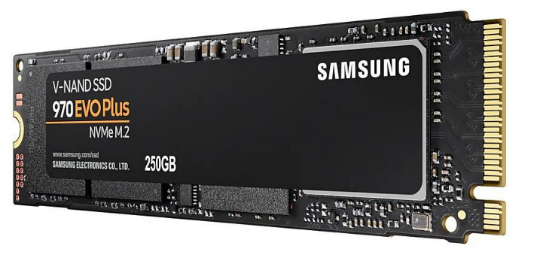 SAMSUNG
V-NAND SSD
970 EVO Plus
NVMe M.2
www.samsung.com/ssd
SAMSUNG ELECTRONICS CO., LTD.
250GB